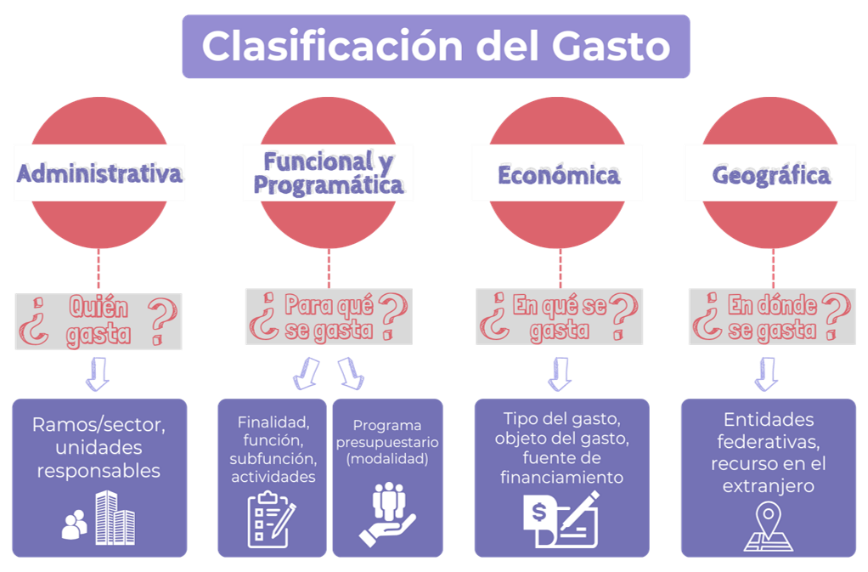 Clasificación del Gasto
Administrativa
¿Quién
gasta?
Ramos/sector,
unidades
responsables
Funcional y
Programática
¿Para qué
se gasta?
Finalidad,
función,
subfunción,
actividades
Programa
presupuestario
(modalidad)
Económica
¿En qué se
gasta?
Tipo del gasto,
objeto del gasto,
fuente de
financiamiento
$
Geográfica
¿En dónde
se gasta?
Entidades
federativas,
recurso en el
extranjero